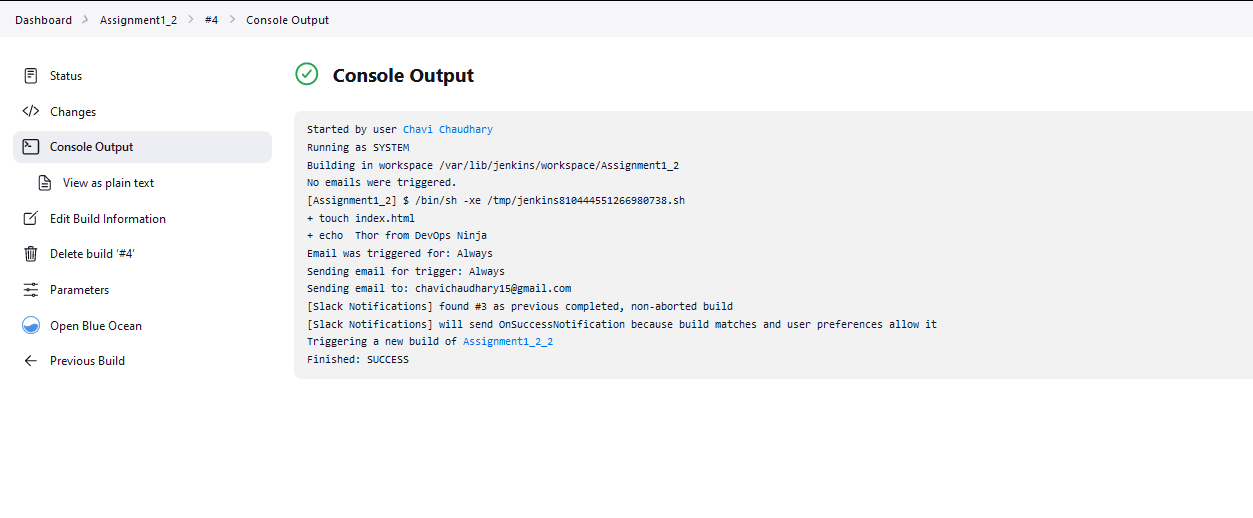 Dashboard > Assignment1_2 > #4 > Console Output
Status
Changes
Console Output
View as plain text
Edit Build Information
Delete build ‘#4’
Parameters
Open Blue Ocean
Previous Build
Console Output
Started by user Chavi Chaudhary
Running as SYSTEM
Building in workspace /var/lib/jenkins/workspace/Assignment1_2
No emails were triggered.
[Assignment1_2] $ /bin/sh -xe /tmp/jenkins810444551266980738.sh
+ touch index.html
+ echo  Thor from DevOps Ninja
Email was triggered for: Always
Sending email for trigger: Always
Sending email to: chavichaudhary15@gmail.com
[Slack Notifications] found #3 as previous completed, non-aborted build
[Slack Notifications] will send OnSuccessNotification because build matches and user preferences allow it
Triggering a new build of Assignment1_2_2
Finished: SUCCESS